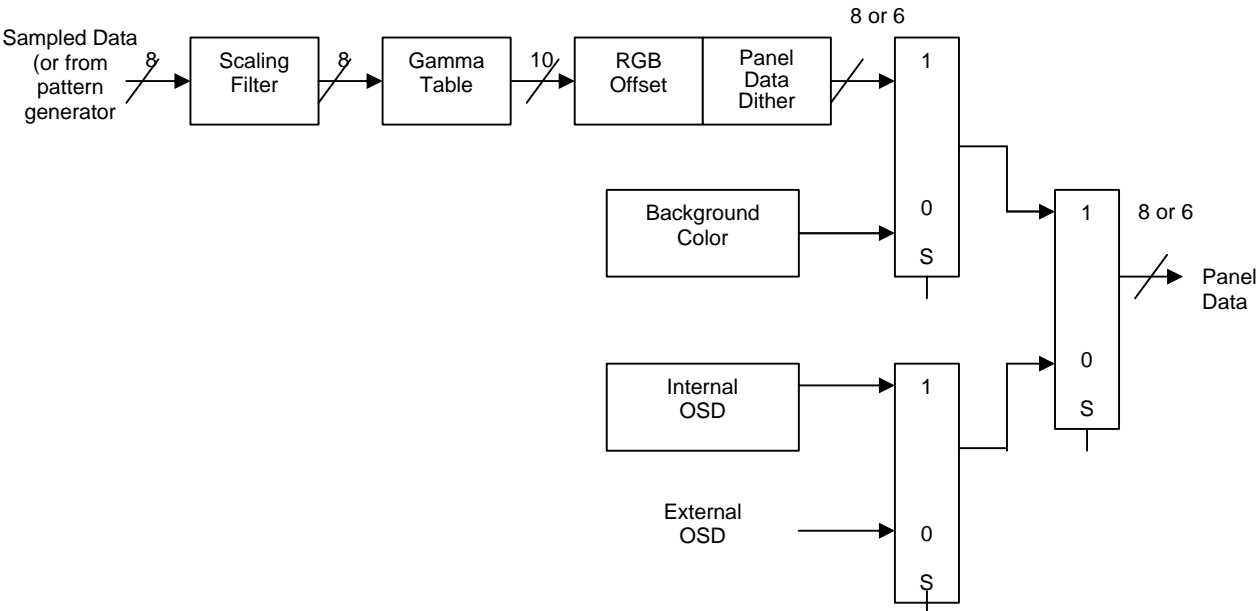 8 or 6
Sampled Data
(or from
pattern
generator
8
Scaling
Filter
8
Gamma
Table
10
RGB
Offset
Panel
Data
Dither
1
0
S
Background
Color
1
8 or 6
0
S
Panel
Data
Internal
OSD
1
External
OSD
0
S